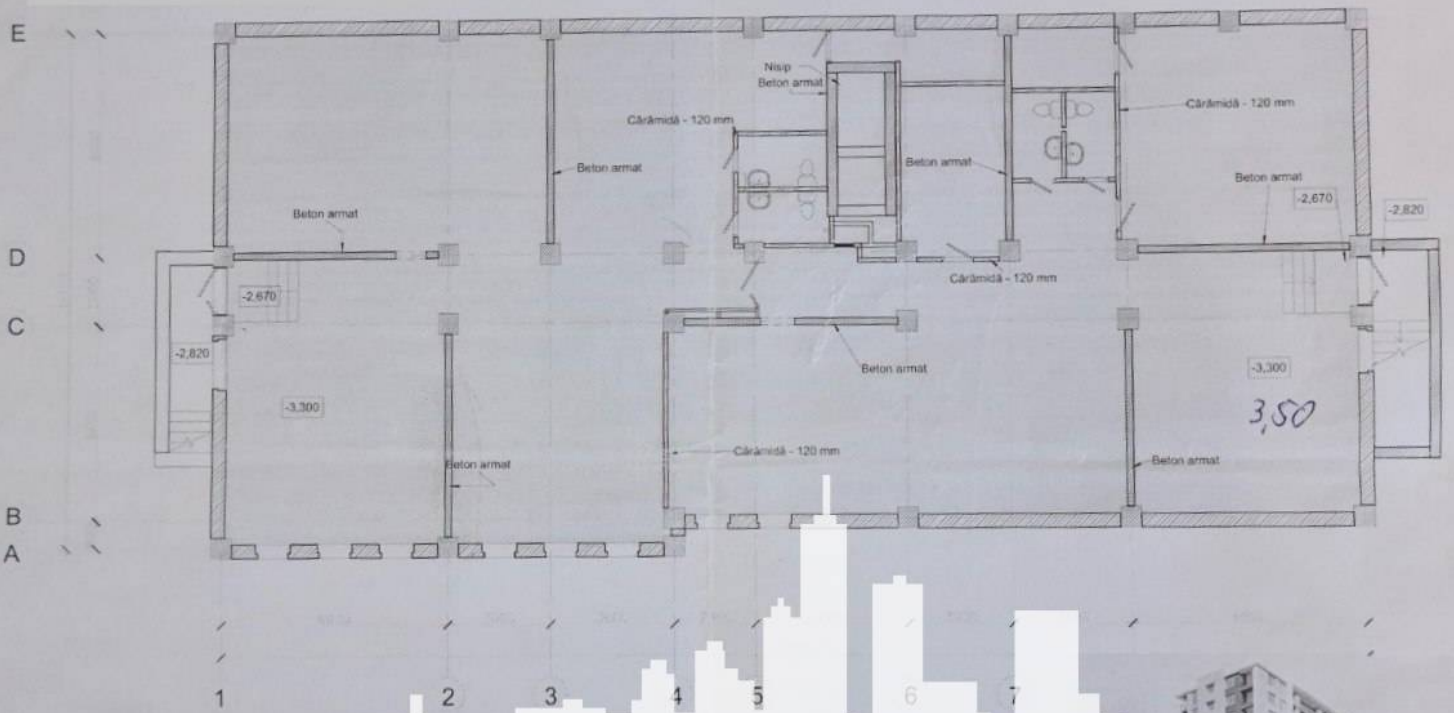 E
Nisip
Beton armat
Cărămidă - 120 mm
Cărămidă - 120 mm
Beton armat
Beton armat
Beton armat
-2,670
-2,820
Beton armat
D
Cărămidă - 120 mm
-2,670
C
-2,820
Beton armat
-3,300
-3,300
3,50
Cărămidă - 120 mm
Beton armat
Beton armat
B
A
1 2 3 4 5 6 7